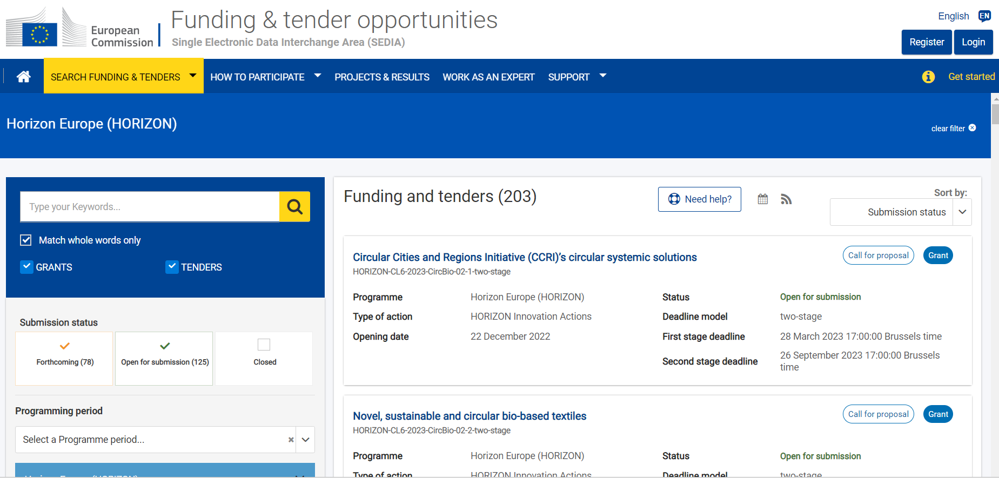 European
Commission
Funding & tender opportunities
Single Electronic Data Interchange Area (SEDIA)
English EN
Register Login
SEARCH FUNDING & TENDERS HOW TO PARTICIPATE PROJECTS & RESULTS WORK AS AN EXPERT SUPPORT Get started
Horizon Europe (HORIZON)
clear filter
Type your Keywords...
Match whole words only
GRANTS TENDERS
Submission status
Forthcoming (78) Open for submission (125) Closed
Programming period
Select a Programme period...
Horizon Europe (HORIZON)
Funding and tenders (203)
Need help?
Sort by:
Submission status
Circular Cities and Regions Initiative (CCRI)’s circular systemic solutions
Call for proposal Grant
HORIZON-CL6-2023-CircBio-02-1-two-stage
Programme Horizon Europe (HORIZON) Status Open for submission
Type of action HORIZON Innovation Actions Deadline model two-stage
Opening date 22 December 2022 First stage deadline 28 March 2023 17:00:00 Brussels time
Second stage deadline 26 September 2023 17:00:00 Brussels
time
Novel, sustainable and circular bio-based textiles
Call for proposal Grant
HORIZON-CL6-2023-CircBio-02-2-two-stage
Programme Horizon Europe (HORIZON) Status Open for submission
Type of action HORIZON Innovation Actions Deadline model two-stage